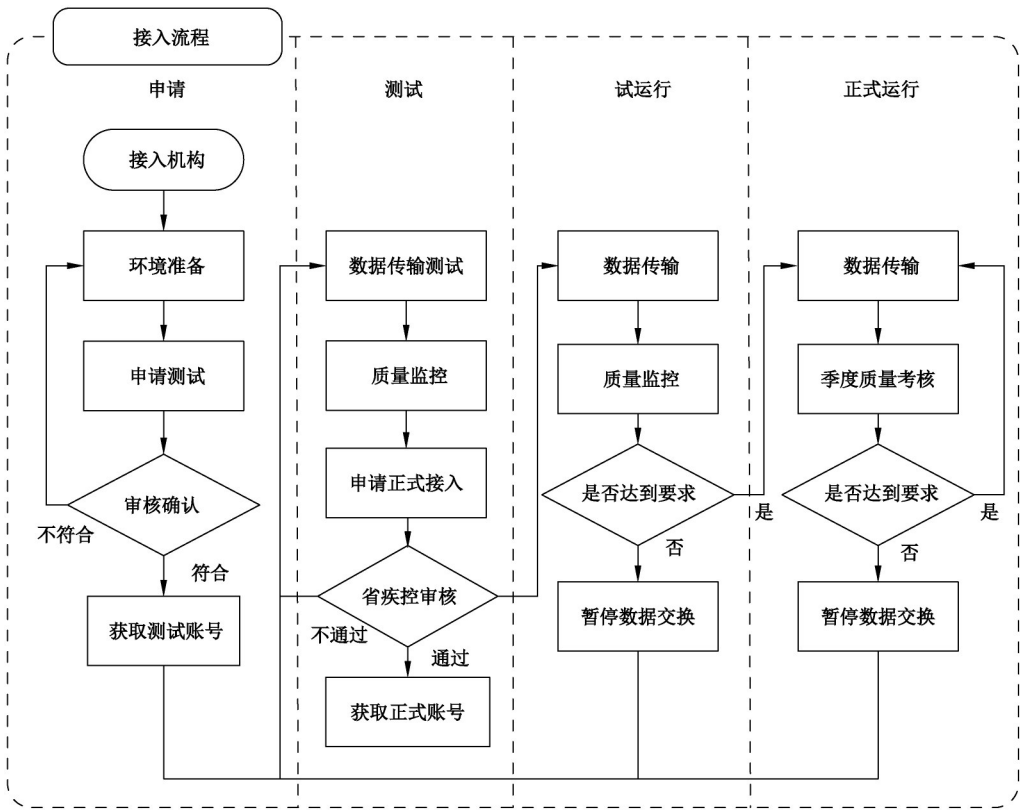 接入流程
申请
测试
试运行
正式运行
接入机构
环境准备
申请测试
审核确认
不符合
符合
获取测试账号
数据传输测试
质量监控
申请正式接入
省疾控审核
不通过
通过
获取正式账号
数据传输
质量监控
是否达到要求
是
否
暂停数据交换
数据传输
季度质量考核
是否达到要求
是
否
暂停数据交换